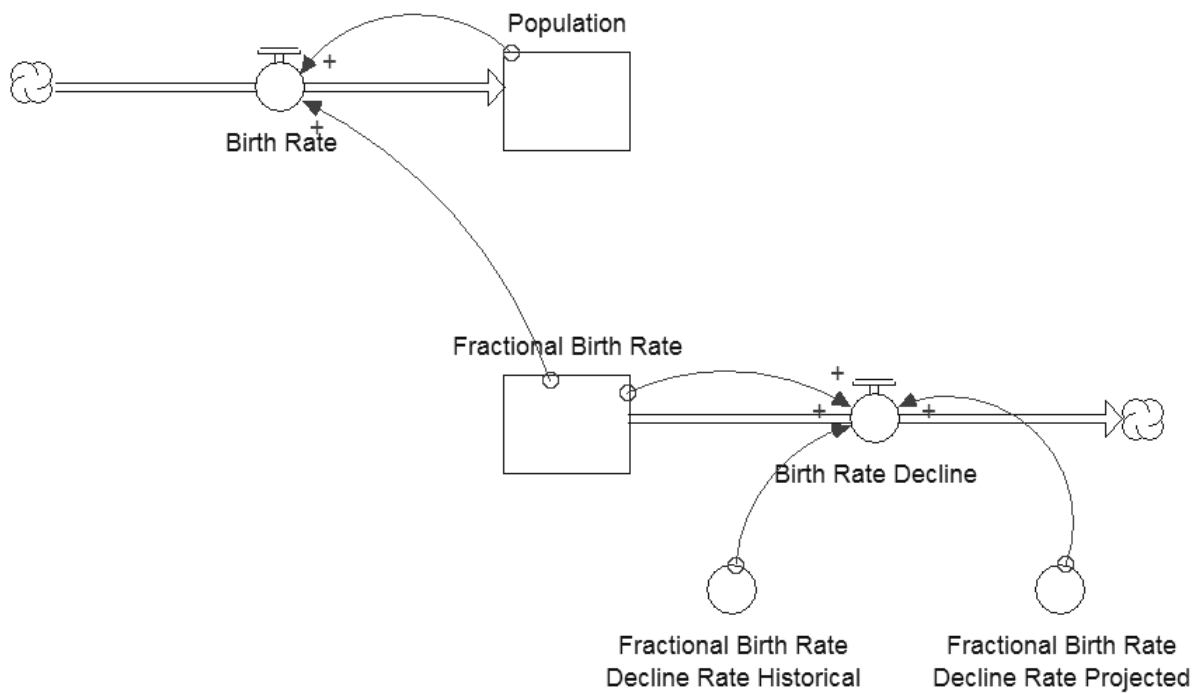 Population
+
+
Birth Rate
Fractional Birth Rate
+
+
+
Birth Rate Decline
Fractional Birth Rate
Decline Rate Historical
Fractional Birth Rate
Decline Rate Projected